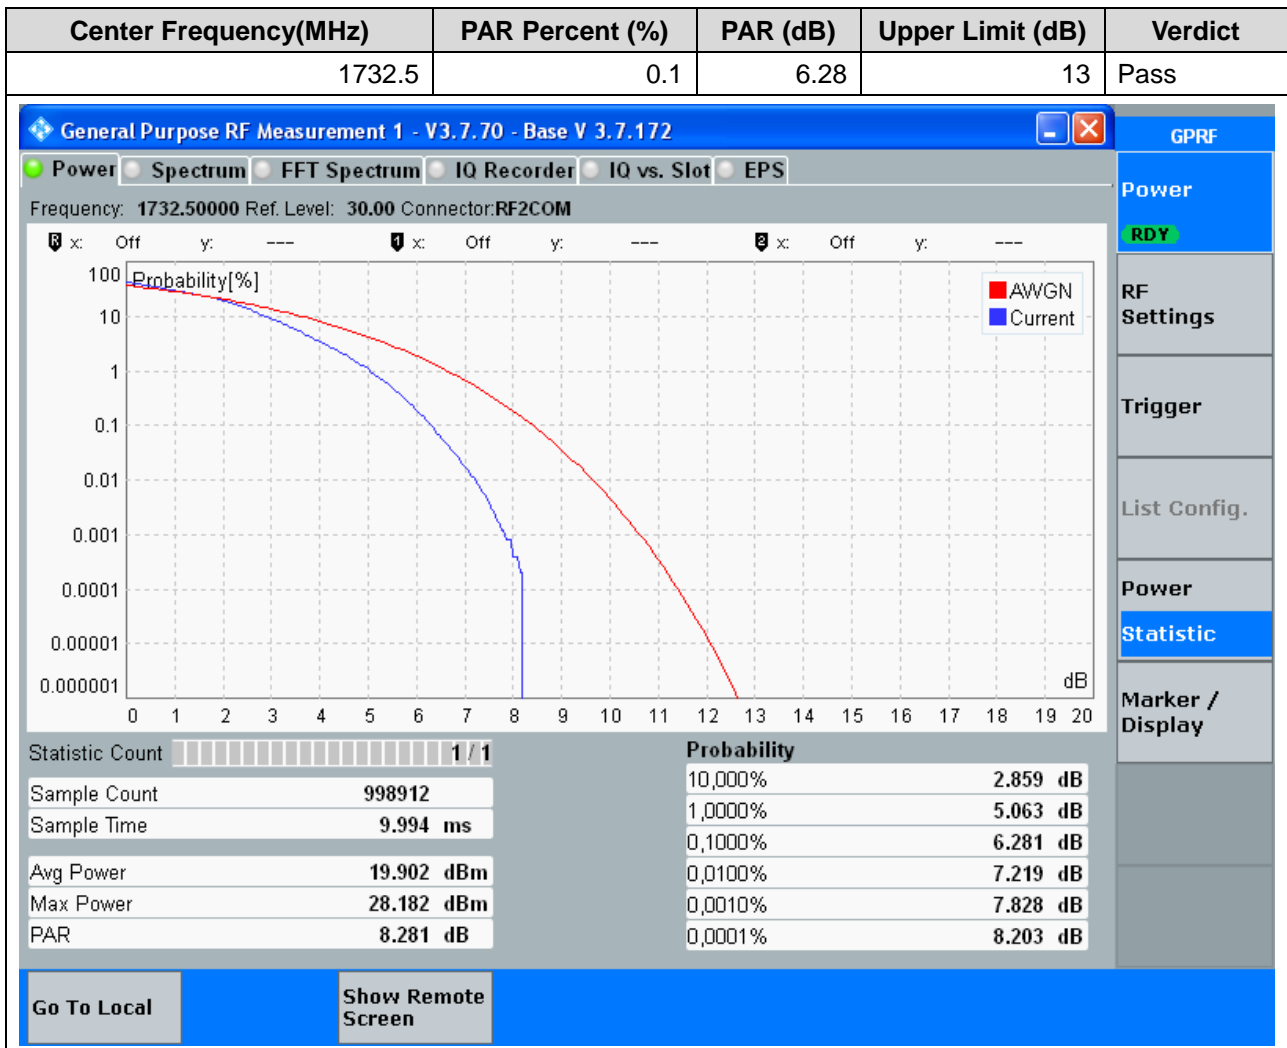 Center Frequency(MHz) PAR Percent (%) PAR (dB) Upper Limit (dB) Verdict
1732.5 0.1 6.28 13 Pass
General Purpose RF Measurement 1 - V3.7.70 - Base V 3.7.172
GPRF
Power Spectrum FFT Spectrum IQ Recorder IQ vs. Slot EPS
Frequency: 1732.50000 Ref. Level: 30.00 Connector:RF2COM
R x: Off y: --- 1 x: Off y: --- 2 x: Off y: ---
Probability[%]
AWGN
Current
100
10
1
0.1
0.01
0.001
0.0001
0.00001
0.000001
dB
0 1 2 3 4 5 6 7 8 9 10 11 12 13 14 15 16 17 18 19 20
Statistic Count 1 / 1
Sample Count 998912
Sample Time 9.994 ms
Avg Power 19.902 dBm
Max Power 28.182 dBm
PAR 8.281 dB
Probability
10,000% 2.859 dB
1,0000% 5.063 dB
0,1000% 6.281 dB
0,0100% 7.219 dB
0,0010% 7.828 dB
0,0001% 8.203 dB
Power
RDY
RF
Settings
Trigger
List Config.
Power
Statistic
Marker /
Display
Go To Local
Show Remote
Screen